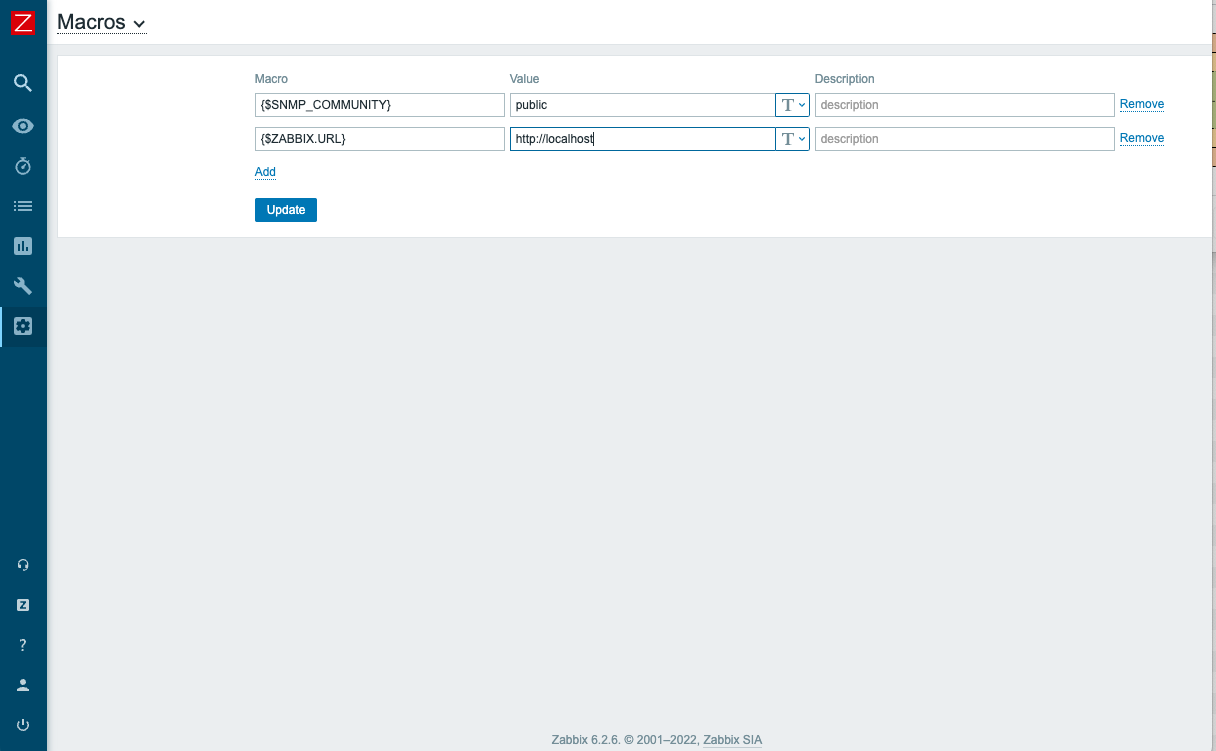 Z
Macros
Macro Value Description
{$SNMP_COMMUNITY} public T description Remove
{$ZABBIX.URL} http://localhost T description Remove
Add
Update
Z
?
Zabbix 6.2.6. © 2001–2022, Zabbix SIA